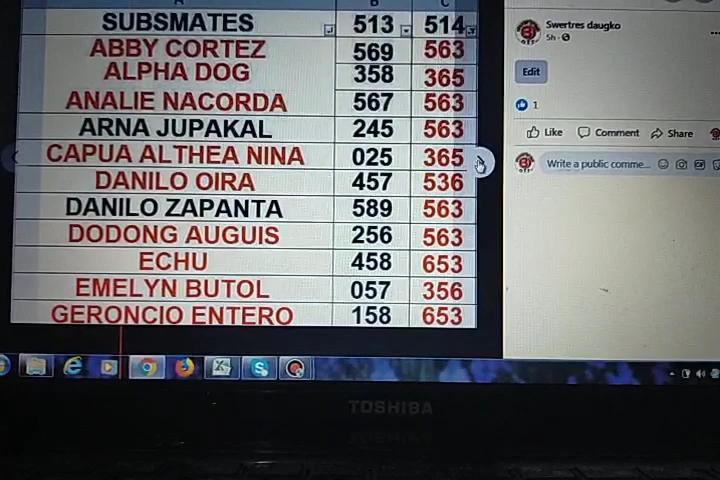 A B C
SUBSMATES 513 514
ABBY CORTEZ 569 563
ALPHA DOG 358 365
ANALIE NACORDA 567 563
ARNA JUPAKAL 245 563
CAPUA ALTHEA NINA 025 365
DANILO OIRA 457 536
DANILO ZAPANTA 589 563
DODONG AUGUIS 256 563
ECHU 458 653
EMELYN BUTOL 057 356
GERONCIO ENTERO 158 653
Swertres daugko
5h
Edit
1
Like Comment Share
Write a public comme...
TOSHIBA